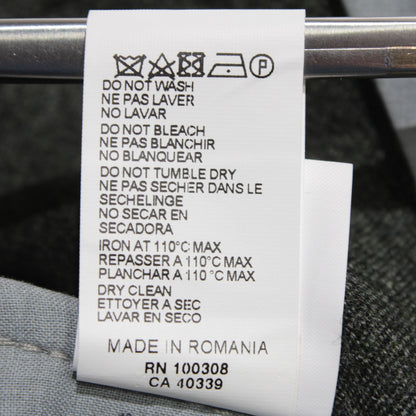 P
DO NOT WASH
NE PAS LAVER
NO LAVAR
DO NOT BLEACH
NE PAS BLANCHIR
NO BLANQUEAR
DO NOT TUMBLE DRY
NE PAS SECHER DANS LE
SECHELINGE
NO SECAR EN
SECADORA
IRON AT 110°C MAX
REPASSER A 110°C MAX
PLANCHAR A 110°C MAX
DRY CLEAN
ETTOYER A SEC
LAVAR EN SECO
MADE IN ROMANIA
RN 100308
CA 40339